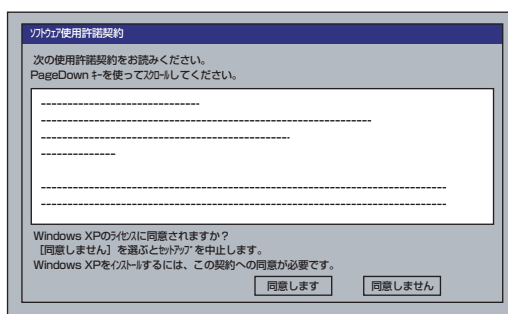 ソフトウェア使用許諾契約
次の使用許諾契約をお読みください。
PageDown キーを使ってスクロールしてください。
Windows XPのライセンスに同意されますか？
［同意しません］を選ぶとセットアップを中止します。
Windows XPをインストールするには、この契約への同意が必要です。
同意します
同意しません